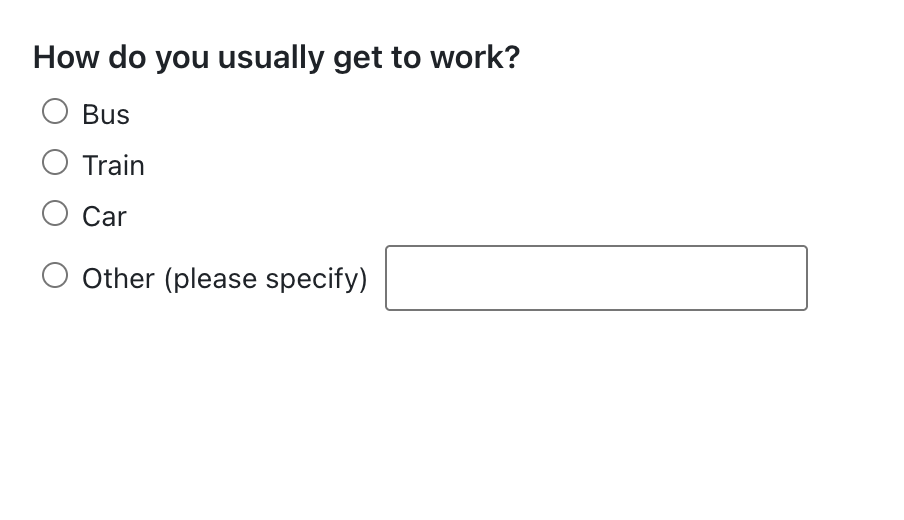 How do you usually get to work?
Bus
Train
Car
Other (please specify)